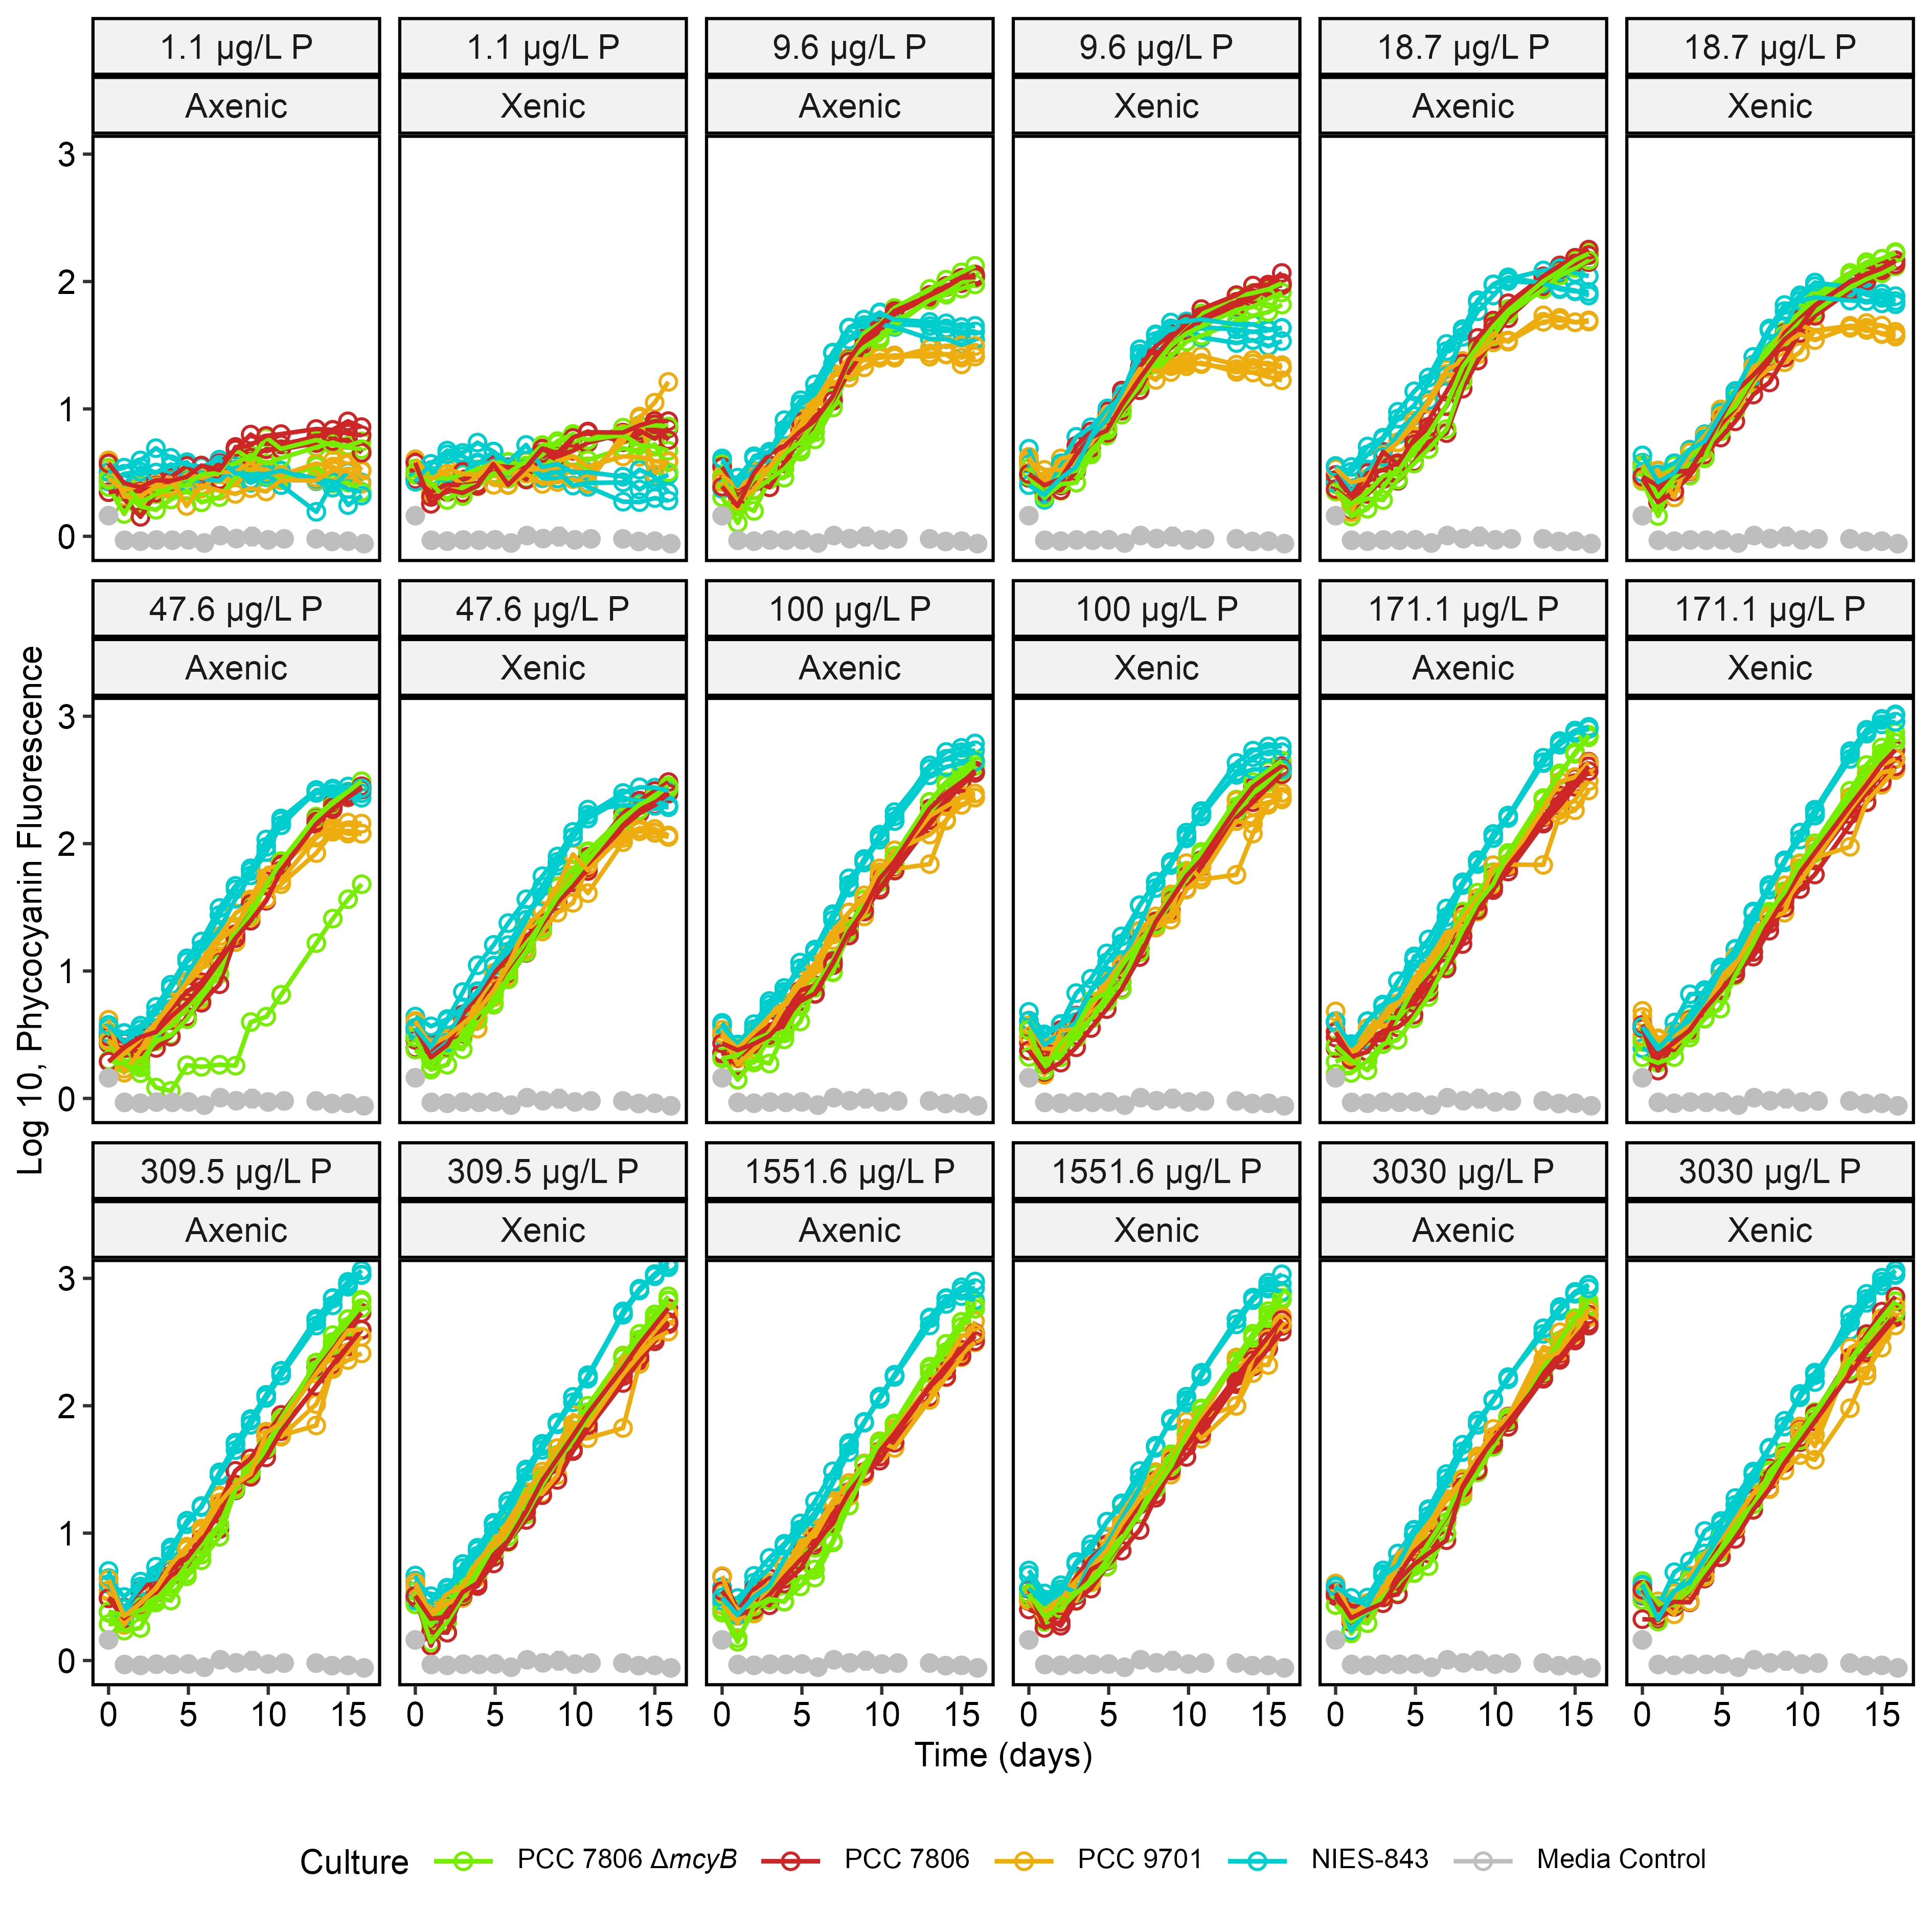 1.1 µg/L P 1.1 µg/L P 9.6 µg/L P 9.6 µg/L P 18.7 µg/L P 18.7 µg/L P
Axenic Xenic Axenic Xenic Axenic Xenic
3
2
1
0
47.6 µg/L P 47.6 µg/L P 100 µg/L P 100 µg/L P 171.1 µg/L P 171.1 µg/L P
Axenic Xenic Axenic Xenic Axenic Xenic
3
2
1
0
Log 10, Phycocyanin Fluorescence
309.5 µg/L P 309.5 µg/L P 1551.6 µg/L P 1551.6 µg/L P 3030 µg/L P 3030 µg/L P
Axenic Xenic Axenic Xenic Axenic Xenic
3
2
1
0
0 5 10 15 0 5 10 15 0 5 10 15 0 5 10 15 0 5 10 15 0 5 10 15
Time (days)
Culture PCC 7806 ΔmcyB PCC 7806 PCC 9701 NIES-843 Media Control